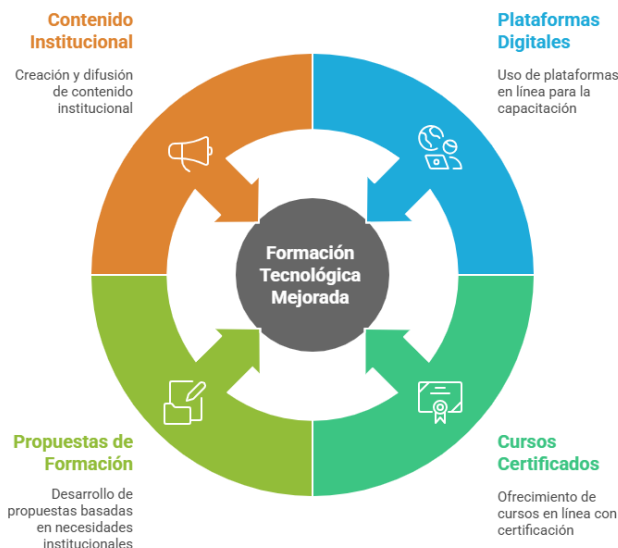 Contenido
Institucional
Creación y difusión
de contenido
institucional
Plataformas
Digitales
Uso de plataformas
en línea para la
capacitación
Formación
Tecnológica
Mejorada
Propuestas de
Formación
Desarrollo de
propuestas basadas
en necesidades
institucionales
Cursos
Certificados
Ofrecimiento de
cursos en línea con
certificación